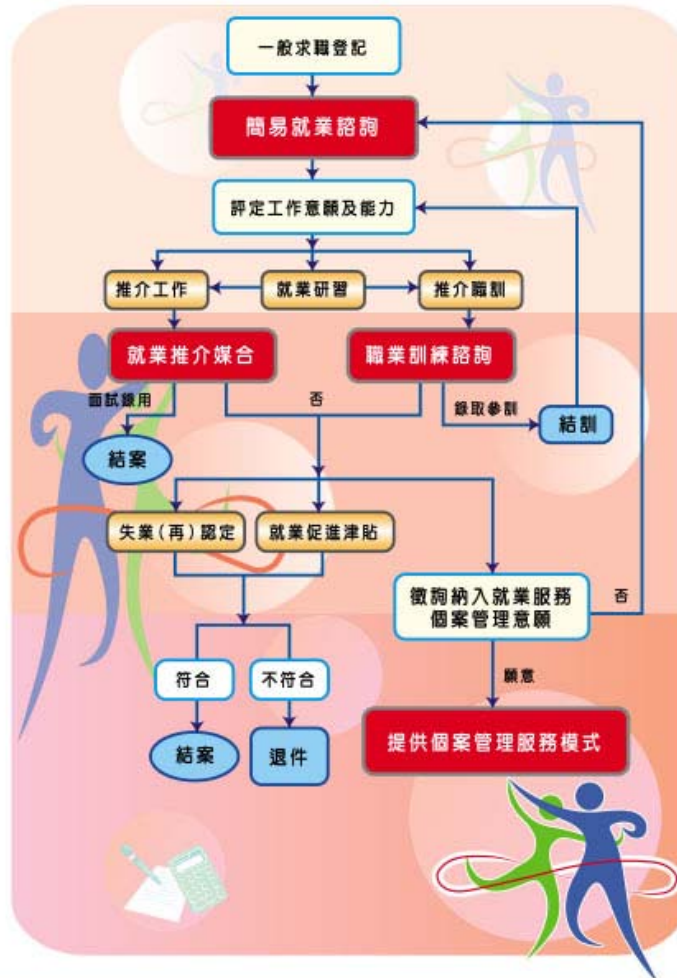 一般求職登記
簡易就業諮詢
評定工作意願及能力
推介工作
就業研習
推介職訓
就業推介媒合
職業訓練諮詢
面試錄用
否
錄取參訓
結訓
結案
失業(再)認定
就業促進津貼
徵詢納入就業服務
個案管理意願
否
符合
不符合
願意
結案
退件
提供個案管理服務模式